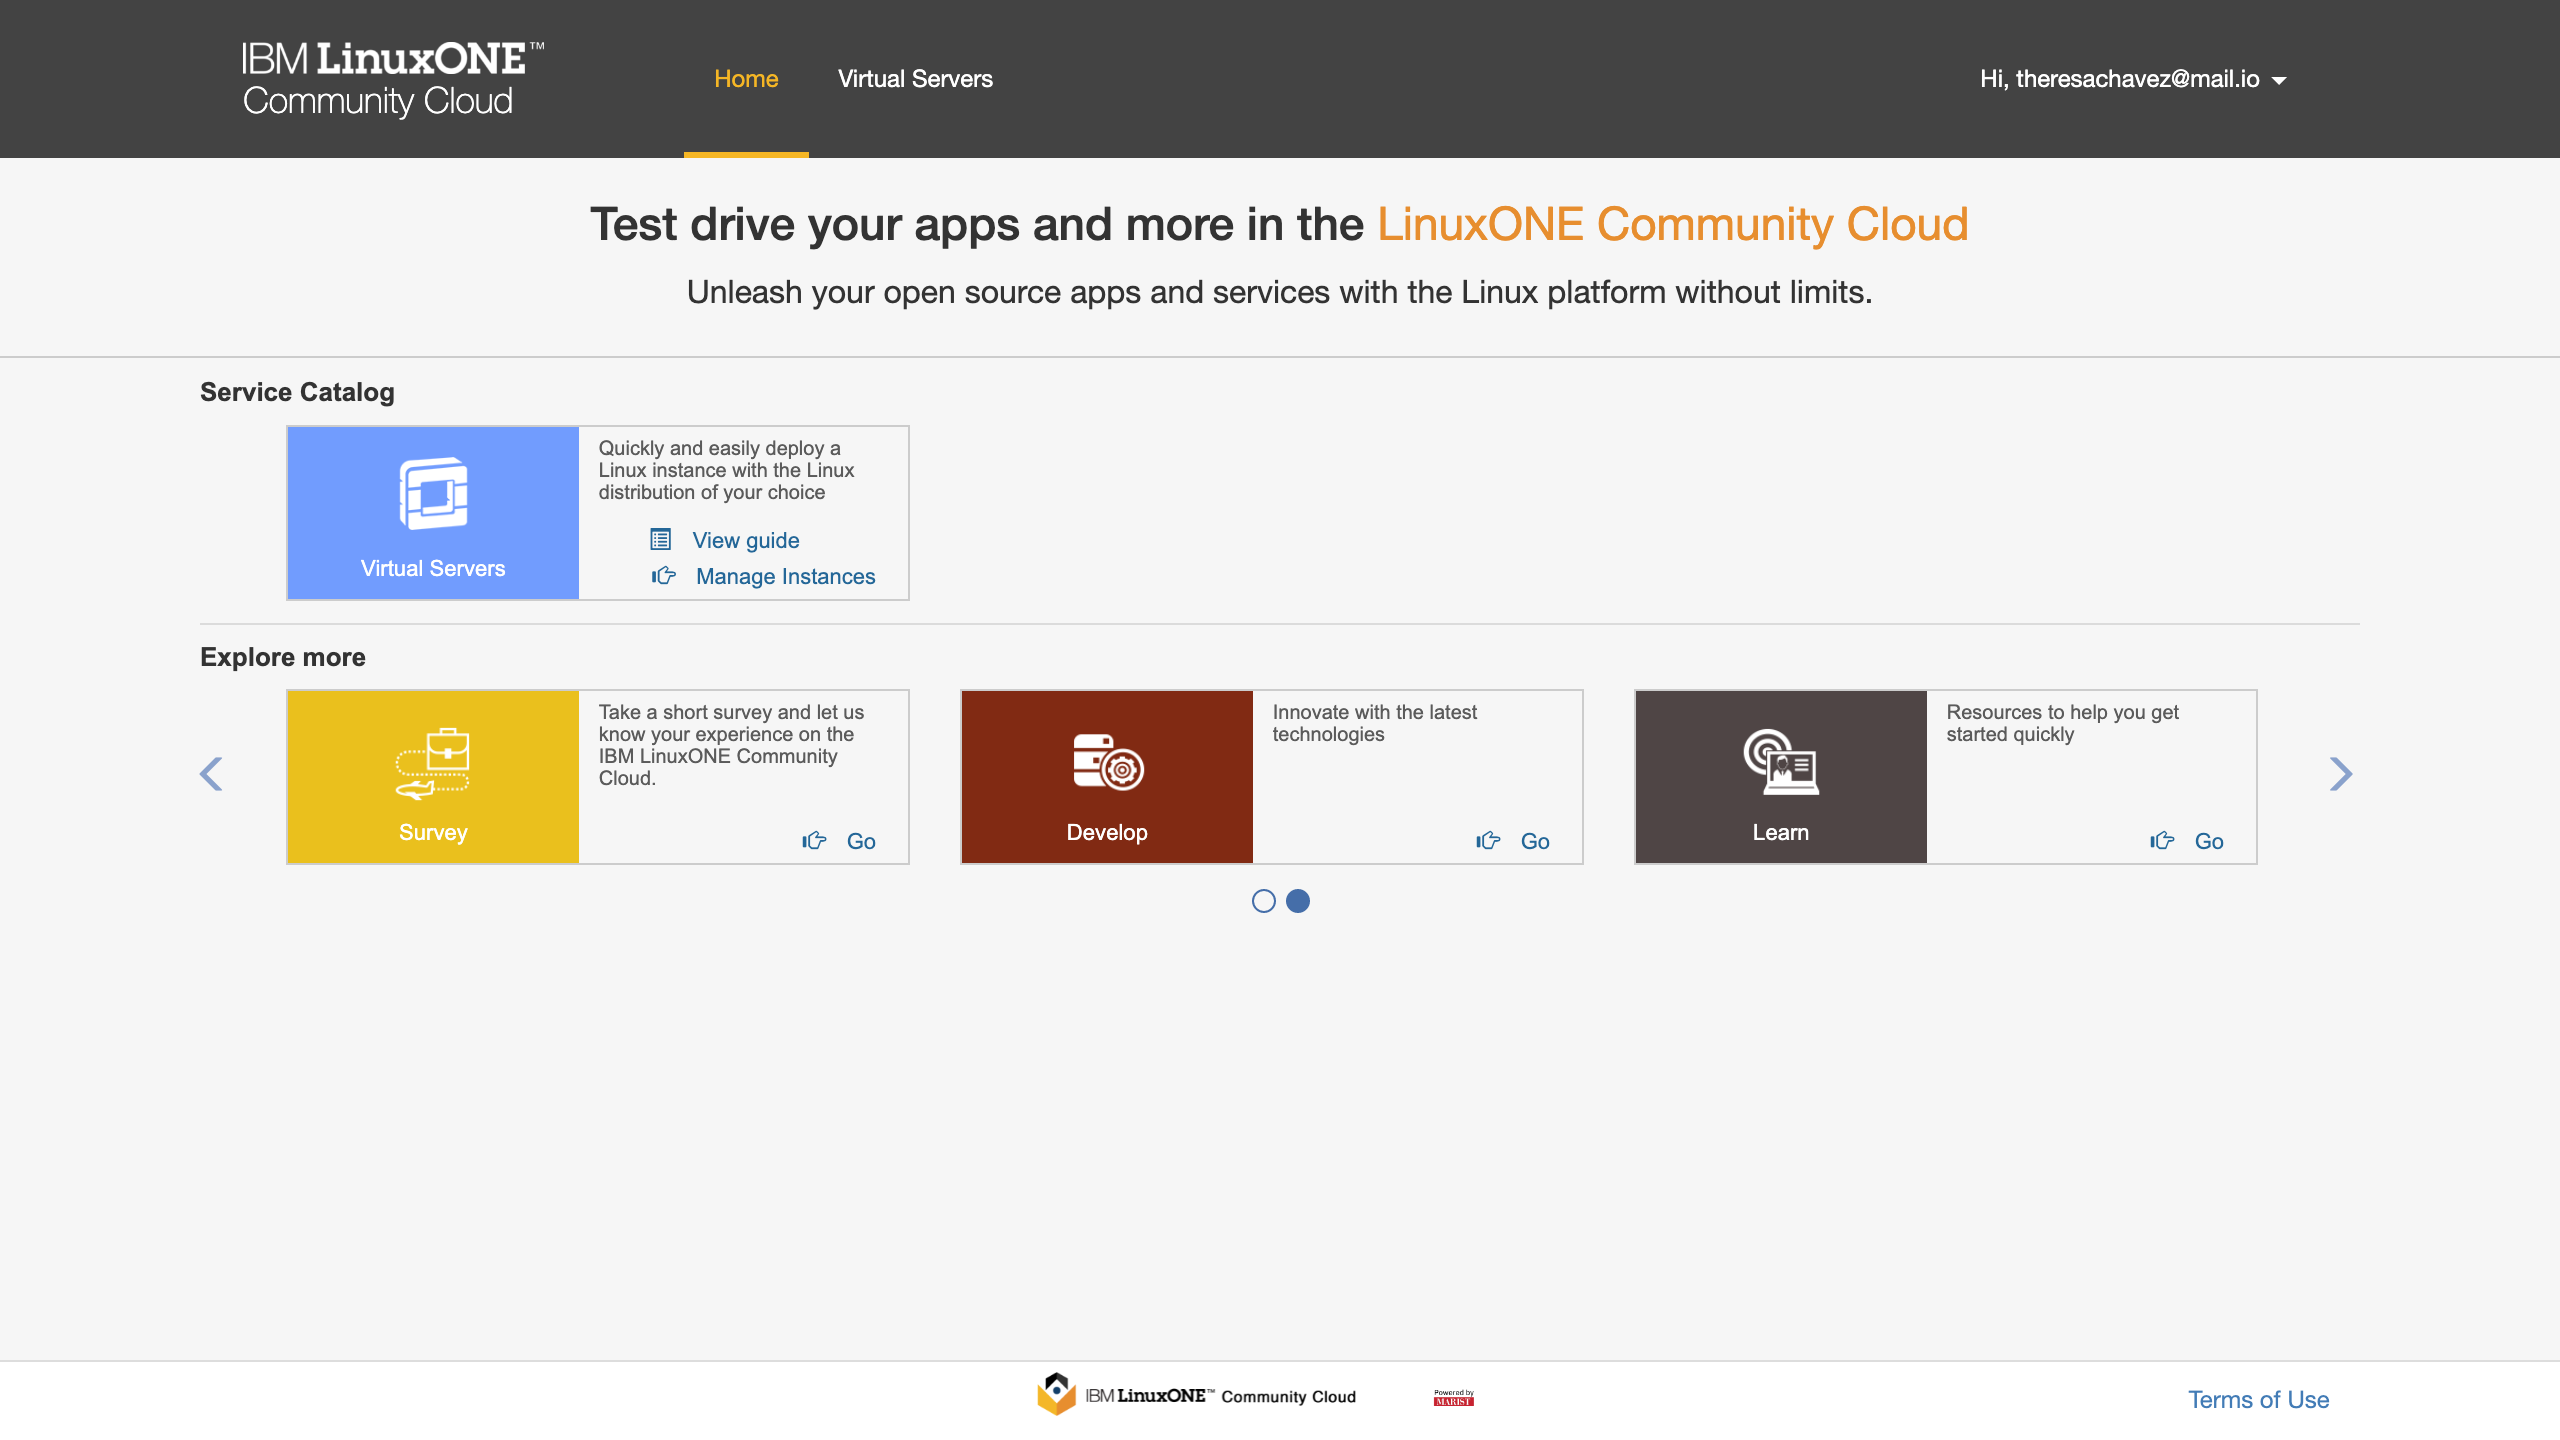 IBM LinuxONE™
Community Cloud
Home
Virtual Servers
Hi, theresachavez@mail.io
Test drive your apps and more in the LinuxONE Community Cloud
Unleash your open source apps and services with the Linux platform without limits.
Service Catalog
Virtual Servers
Quickly and easily deploy a
Linux instance with the Linux
distribution of your choice
View guide
Manage Instances
Explore more
Survey
Take a short survey and let us
know your experience on the
IBM LinuxONE Community
Cloud.
Go
Develop
Innovate with the latest
technologies
Go
Learn
Resources to help you get
started quickly
Go
IBM LinuxONE™ Community Cloud
Powered by
MARIST
Terms of Use